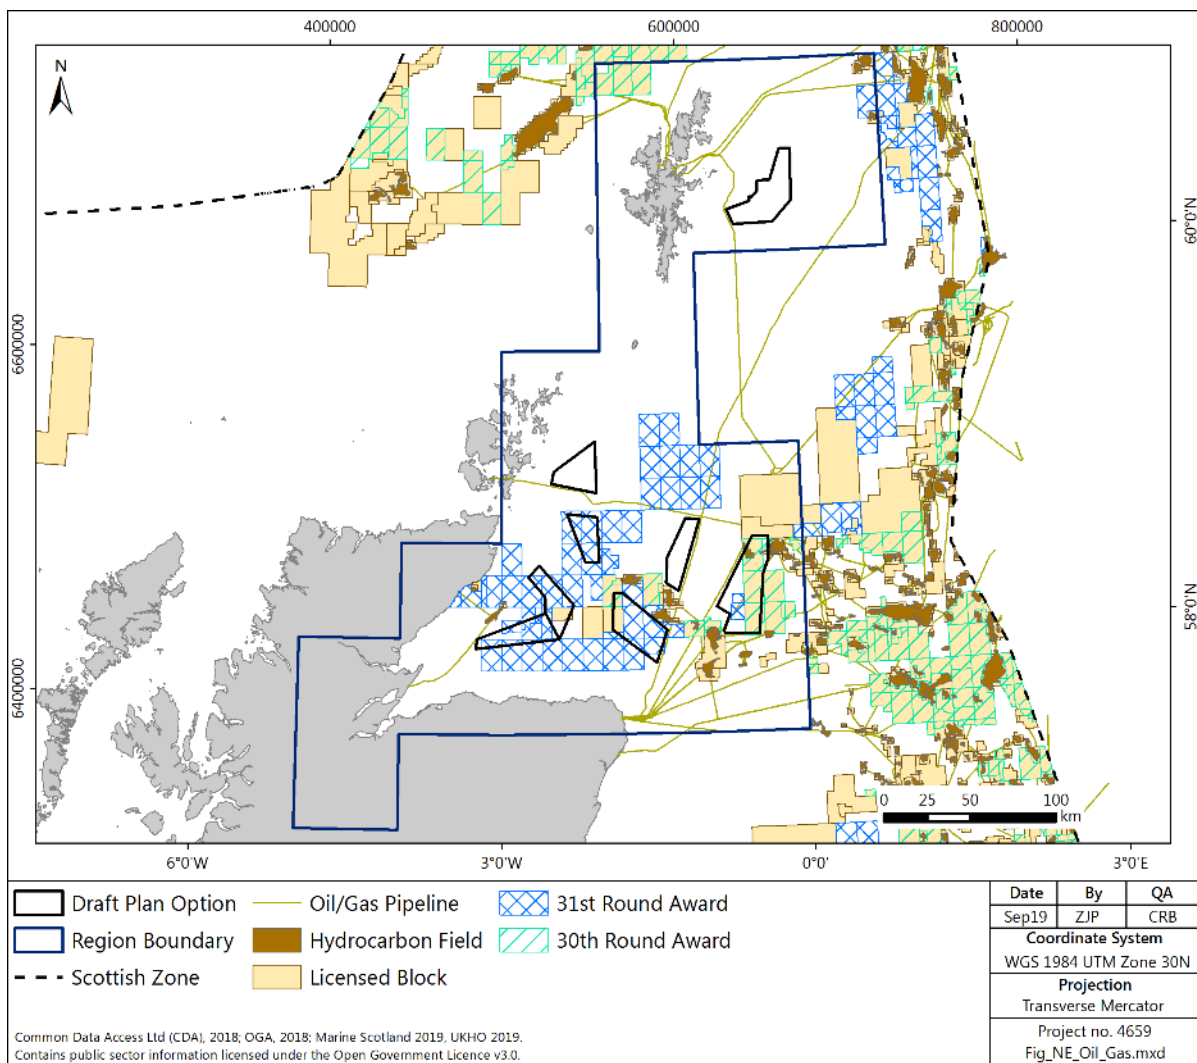 400000 600000 800000
N
60°0'N
6600000
58°0'N
6400000
0 25 50 100
km
6°0'W 3°0'W 0°0' 3°0'E
Draft Plan Option
Region Boundary
Scottish Zone
Oil/Gas Pipeline
Hydrocarbon Field
Licensed Block
31st Round Award
30th Round Award
Date By QA
Sep19 ZJP CRB
Coordinate System
WGS 1984 UTM Zone 30N
Projection
Transverse Mercator
Project no. 4659
Fig_NE_Oil_Gas.mxd
Common Data Access Ltd (CDA), 2018; OGA, 2018; Marine Scotland 2019, UKHO 2019.
Contains public sector information licensed under the Open Government Licence v3.0.